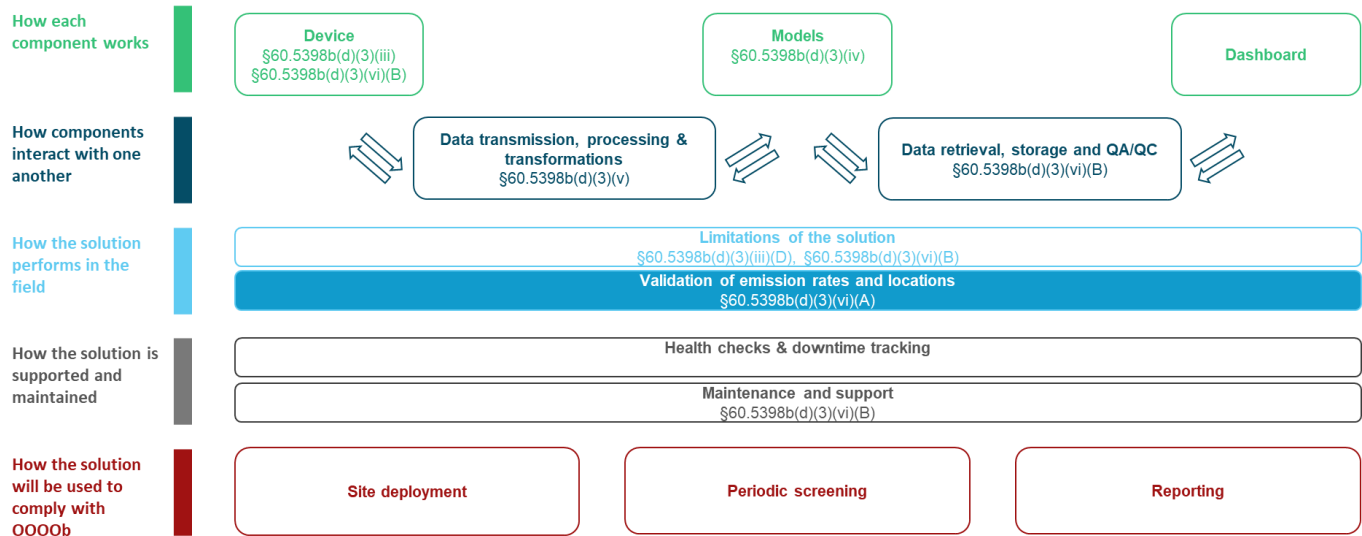 How each
component works
Device
§60.5398b(d)(3)(iii)
§60.5398b(d)(3)(vi)(B)
Models
§60.5398b(d)(3)(iv)
Dashboard
How components
interact with one
another
Data transmission, processing &
transformations
§60.5398b(d)(3)(v)
Data retrieval, storage and QA/QC
§60.5398b(d)(3)(vi)(B)
How the solution
performs in the
field
Limitations of the solution
§60.5398b(d)(3)(iii)(D), §60.5398b(d)(3)(vi)(B)
Validation of emission rates and locations
§60.5398b(d)(3)(vi)(A)
How the solution is
supported and
maintained
Health checks & downtime tracking
Maintenance and support
§60.5398b(d)(3)(vi)(B)
How the solution
will be used to
comply with
OOOOb
Site deployment
Periodic screening
Reporting